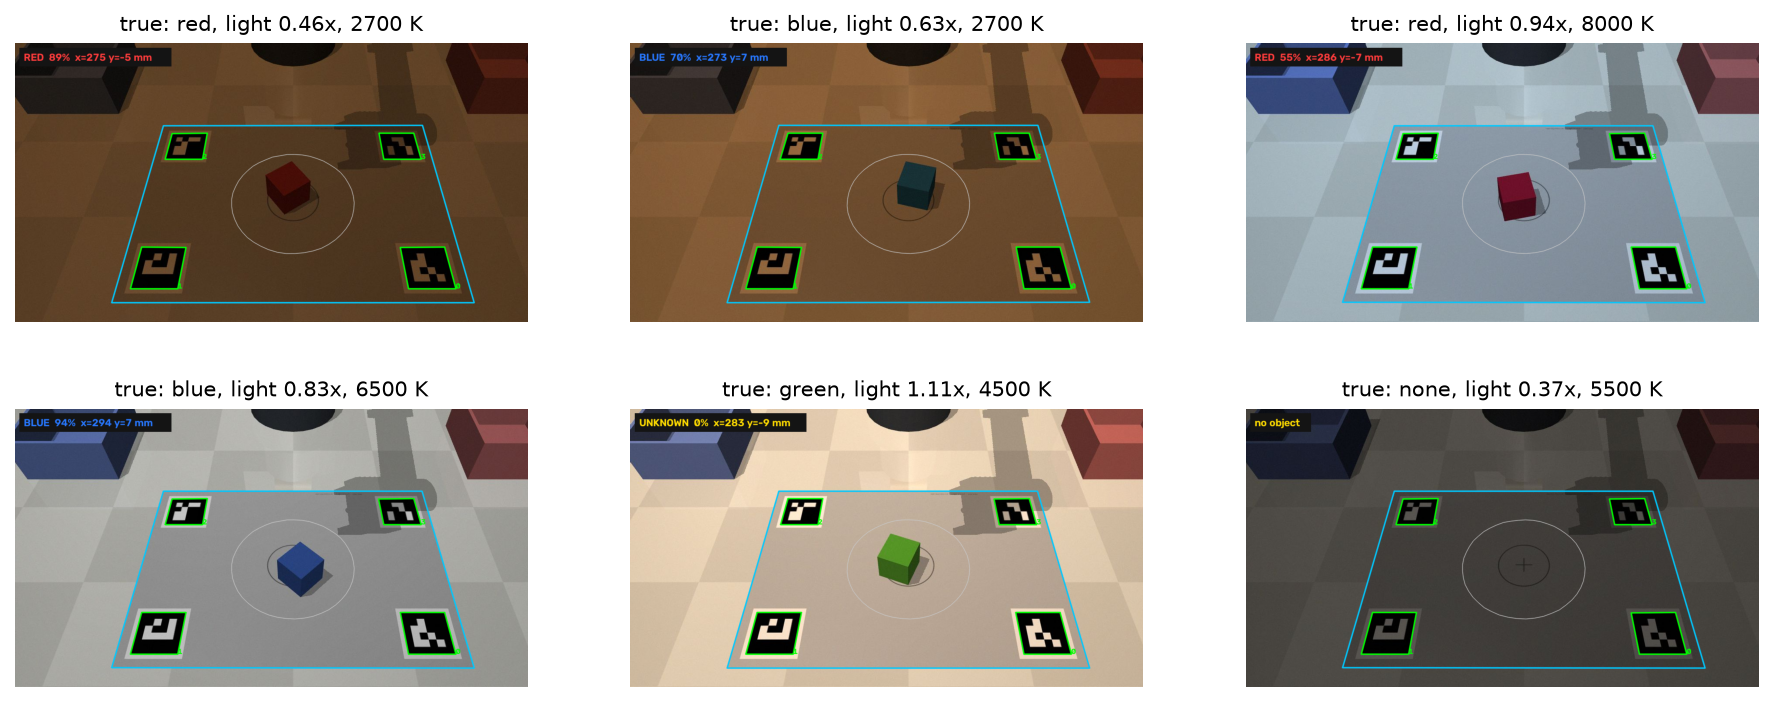 true: red, light 0.46x, 2700 K
RED 89% x=275 y=-5 mm
true: blue, light 0.63x, 2700 K
BLUE 70% x=273 y=7 mm
true: red, light 0.94x, 8000 K
RED 55% x=286 y=-7 mm
true: blue, light 0.83x, 6500 K
BLUE 94% x=294 y=7 mm
true: green, light 1.11x, 4500 K
UNKNOWN 0% x=283 y=-9 mm
true: none, light 0.37x, 5500 K
no object